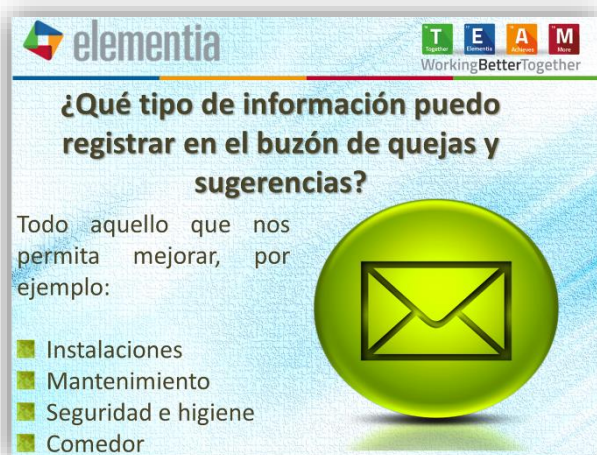 elementia
T E A M
Together Elementia Achieves More
WorkingBetterTogether
¿Qué tipo de información puedo
registrar en el buzón de quejas y
sugerencias?
Todo aquello que nos
permita mejorar, por
ejemplo:
Instalaciones
Mantenimiento
Seguridad e higiene
Comedor